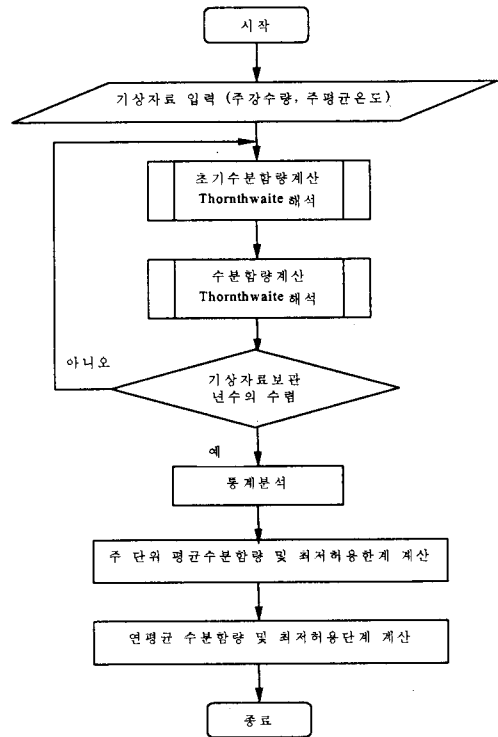 시작
기상자료 입력 (주강수량, 주평균온도)
초기수분함량계산
Thornthwaite 해석
수분함량계산
Thornthwaite 해석
아니오
기상자료보관
년수의 수렴
예
통계분석
주 단위 평균수분함량 및 최저허용한계 계산
연평균 수분함량 및 최저허용단계 계산
종료